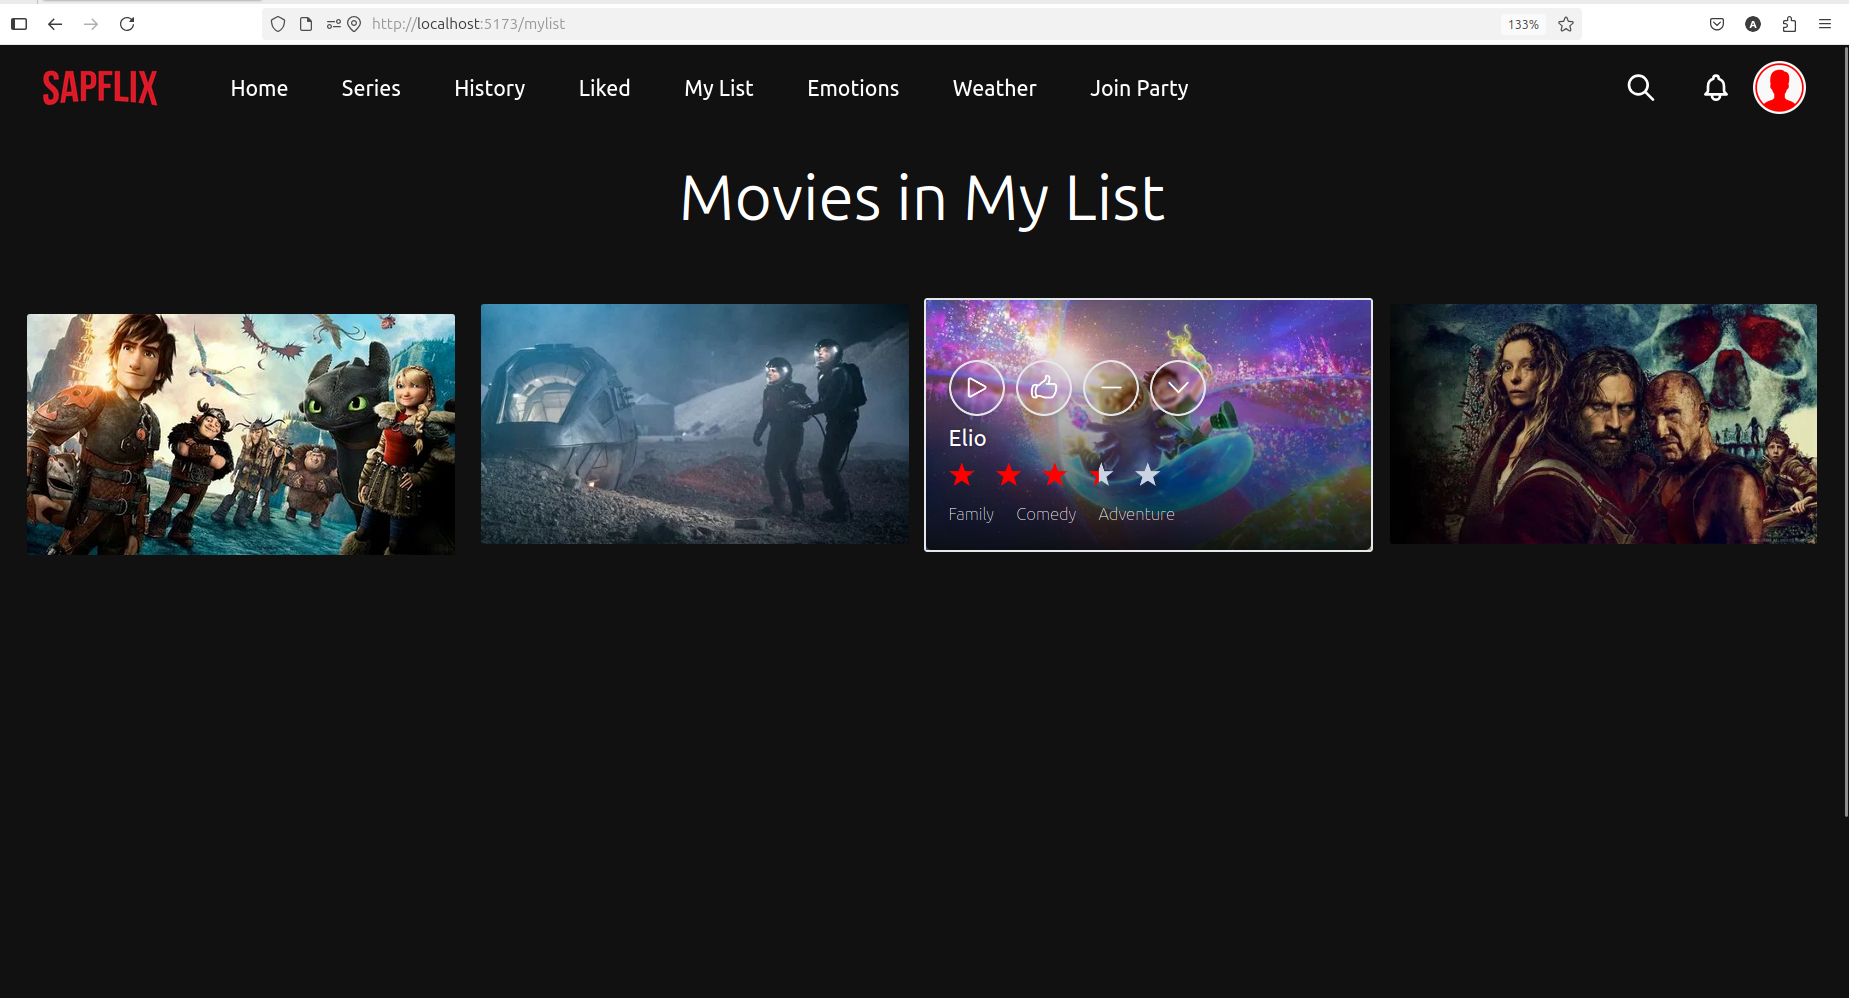 http://localhost:5173/mylist 133% A
SAPFLIX Home Series History Liked My List Emotions Weather Join Party
Movies in My List
Elio
Family Comedy Adventure